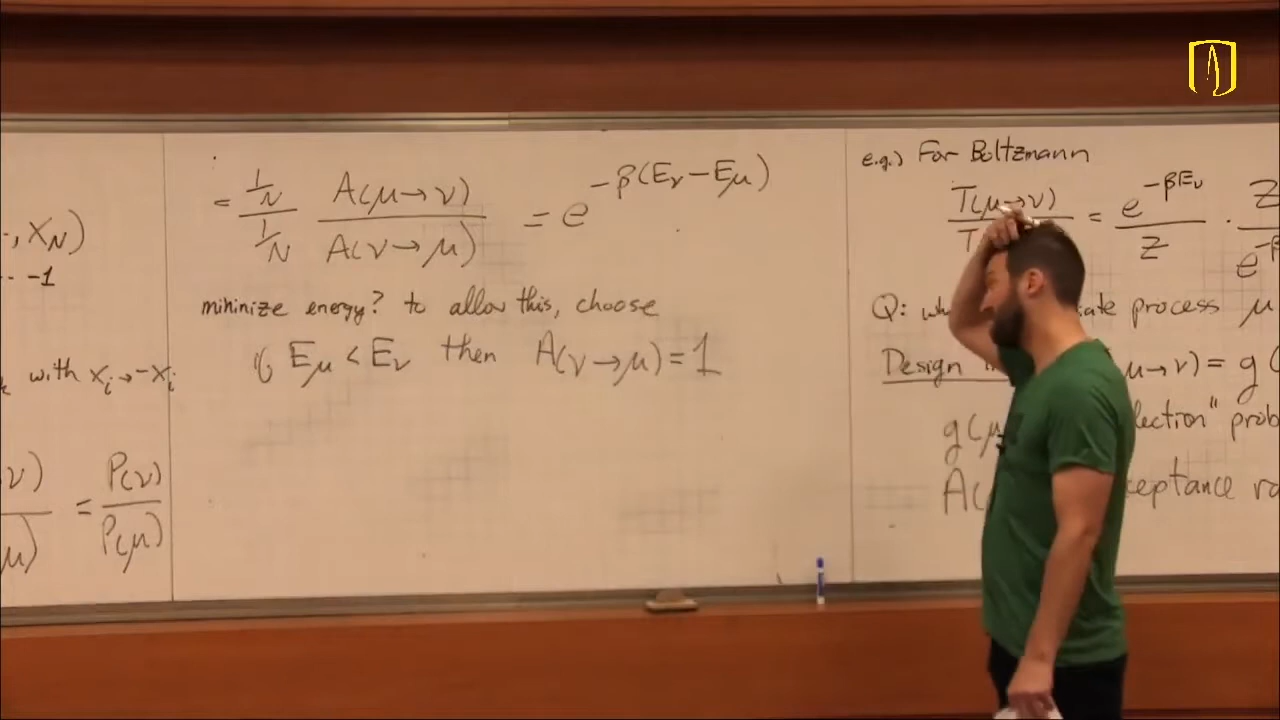 , X_N)
-- -1
with x_i → -x_i
ν) = P(ν)
μ) P(μ)
= 1/N A(μ→ν) = e^{-β(E_ν - E_μ)}
1/N A(ν→μ)
minimize energy? to allow this, choose
if E_μ < E_ν then A(ν→μ) = 1
e.g.) For Boltzmann
T(μ→ν) = e^{-βE_ν} · Z
T Z e^{-β
Q: ate process μ
Design μ→ν) = g(
g(μ lection" prob
A( ceptance ra